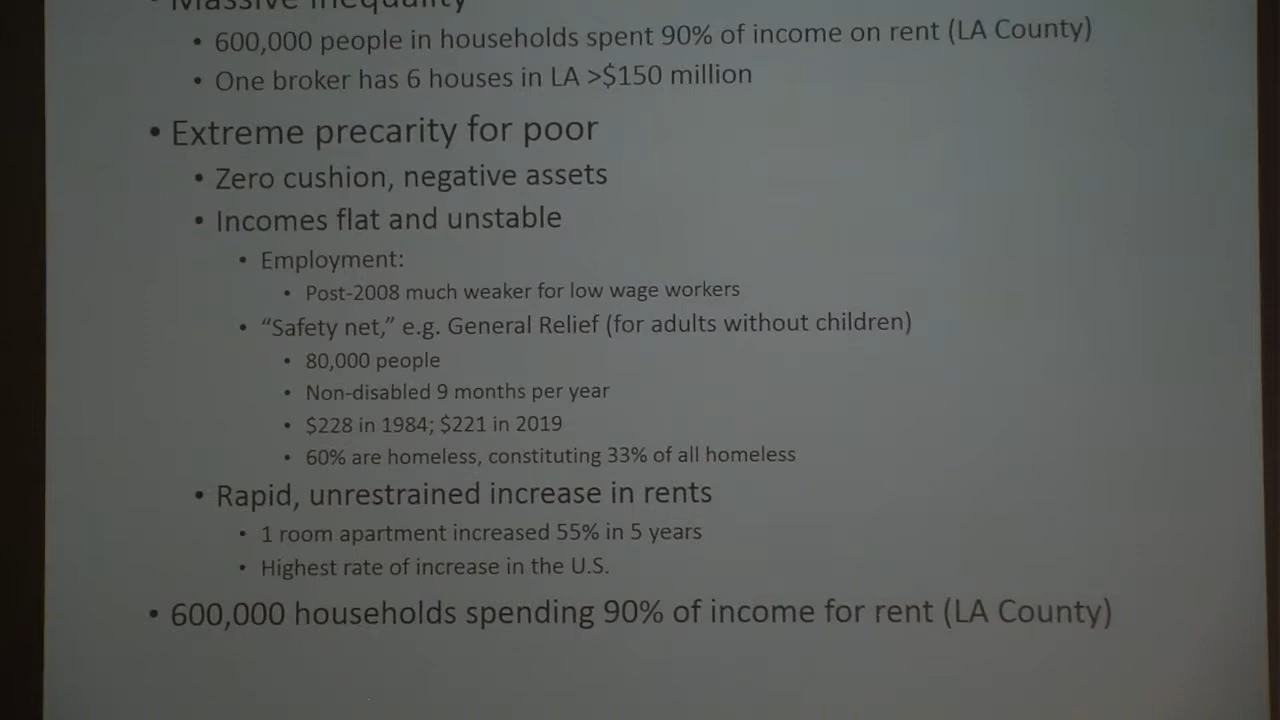 • Massive inequality
• 600,000 people in households spent 90% of income on rent (LA County)
• One broker has 6 houses in LA >$150 million
• Extreme precarity for poor
• Zero cushion, negative assets
• Incomes flat and unstable
• Employment:
• Post-2008 much weaker for low wage workers
• “Safety net,” e.g. General Relief (for adults without children)
• 80,000 people
• Non-disabled 9 months per year
• $228 in 1984; $221 in 2019
• 60% are homeless, constituting 33% of all homeless
• Rapid, unrestrained increase in rents
• 1 room apartment increased 55% in 5 years
• Highest rate of increase in the U.S.
• 600,000 households spending 90% of income for rent (LA County)